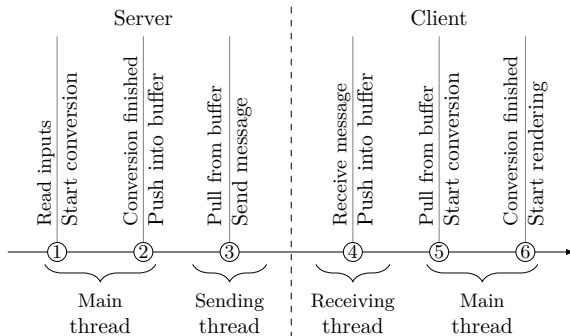 Server
Client
Read inputs
Start conversion
Conversion finished
Push into buffer
Pull from buffer
Send message
Receive message
Push into buffer
Pull from buffer
Start conversion
Conversion finished
Start rendering
1
2
3
4
5
6
Main
thread
Sending
thread
Receiving
thread
Main
thread